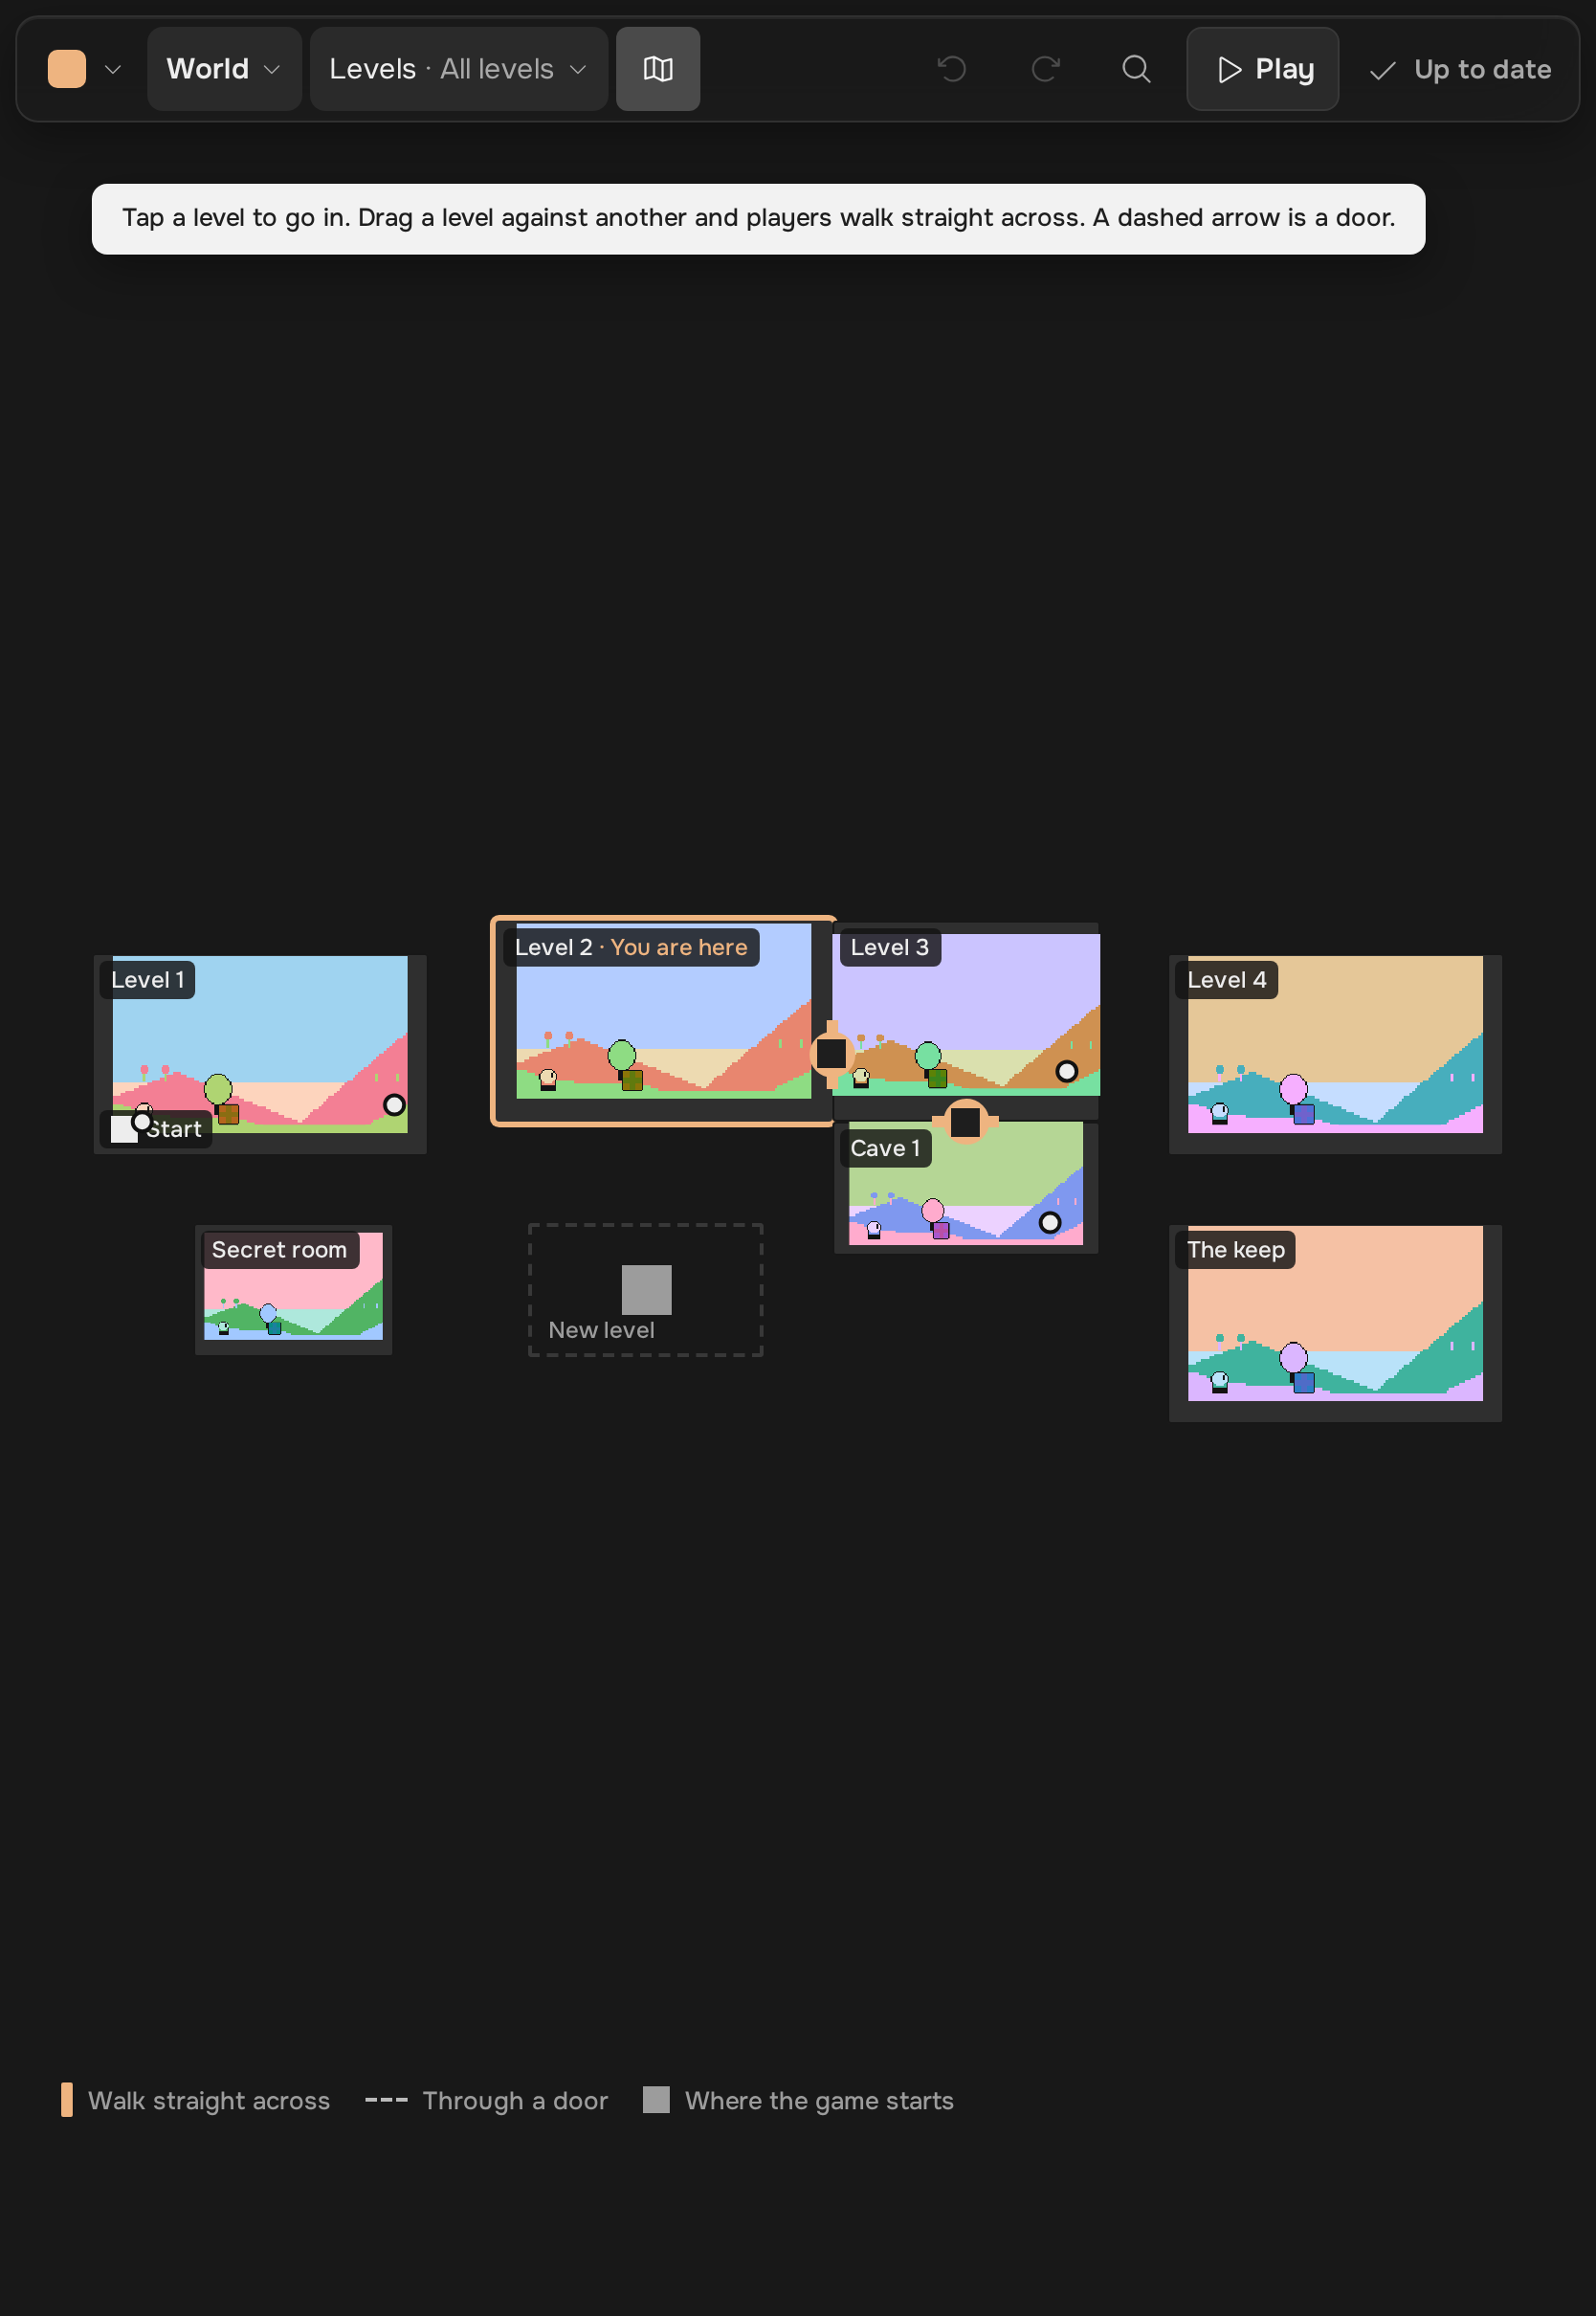 World
Levels · All levels
Play
Up to date
Tap a level to go in. Drag a level against another and players walk straight across. A dashed arrow is a door.
Level 1
Start
Level 2 · You are here
Level 3
Level 4
Cave 1
Secret room
New level
The keep
Walk straight across
Through a door
Where the game starts